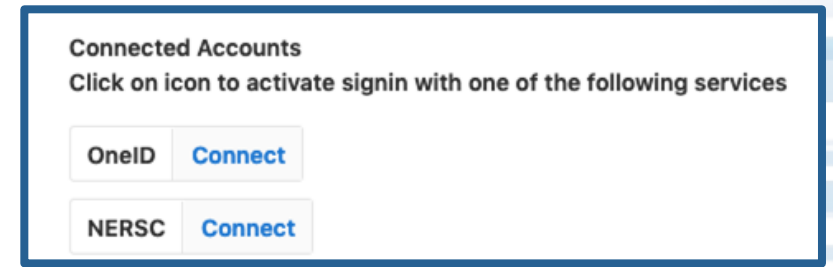 Connected Accounts
Click on icon to activate signin with one of the following services
OneID Connect
NERSC Connect